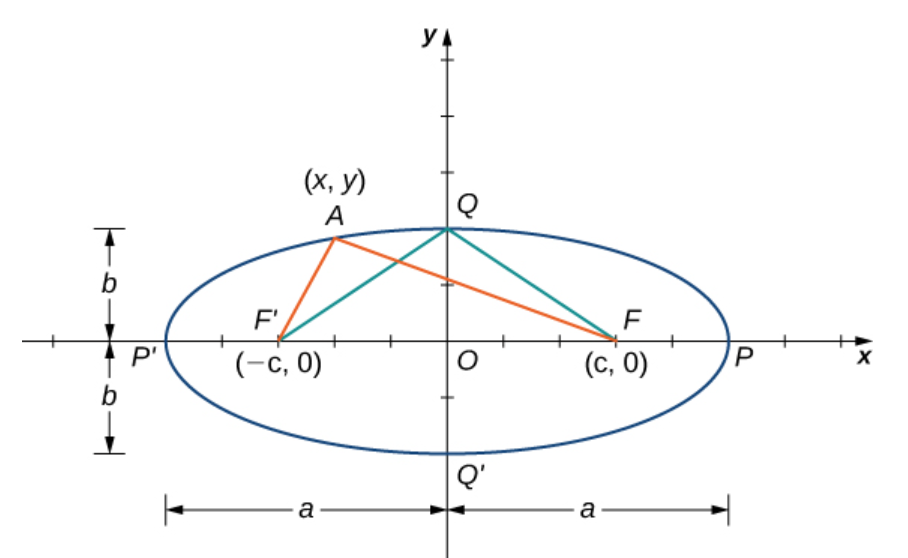 y
(x, y)
A
Q
b
F'
F
P'
(−c, 0)
O
(c, 0)
P
x
b
Q'
a
a